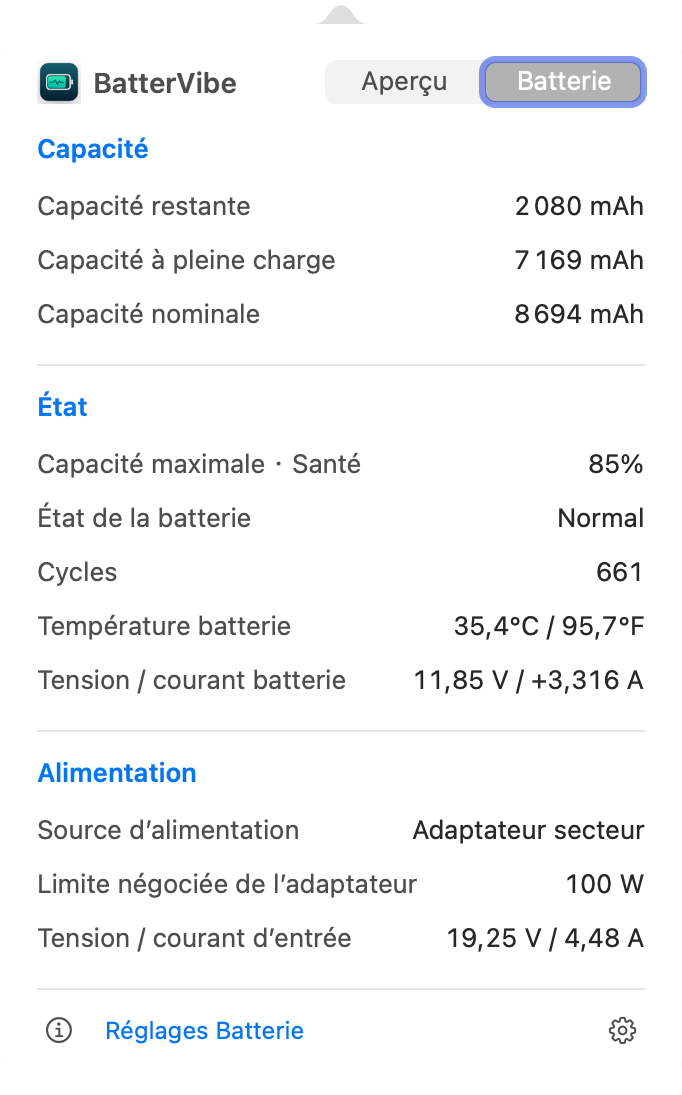 BatterVibe
Aperçu
Batterie
Capacité
Capacité restante 2 080 mAh
Capacité à pleine charge 7 169 mAh
Capacité nominale 8 694 mAh
État
Capacité maximale · Santé 85%
État de la batterie Normal
Cycles 661
Température batterie 35,4°C / 95,7°F
Tension / courant batterie 11,85 V / +3,316 A
Alimentation
Source d’alimentation Adaptateur secteur
Limite négociée de l’adaptateur 100 W
Tension / courant d’entrée 19,25 V / 4,48 A
Réglages Batterie